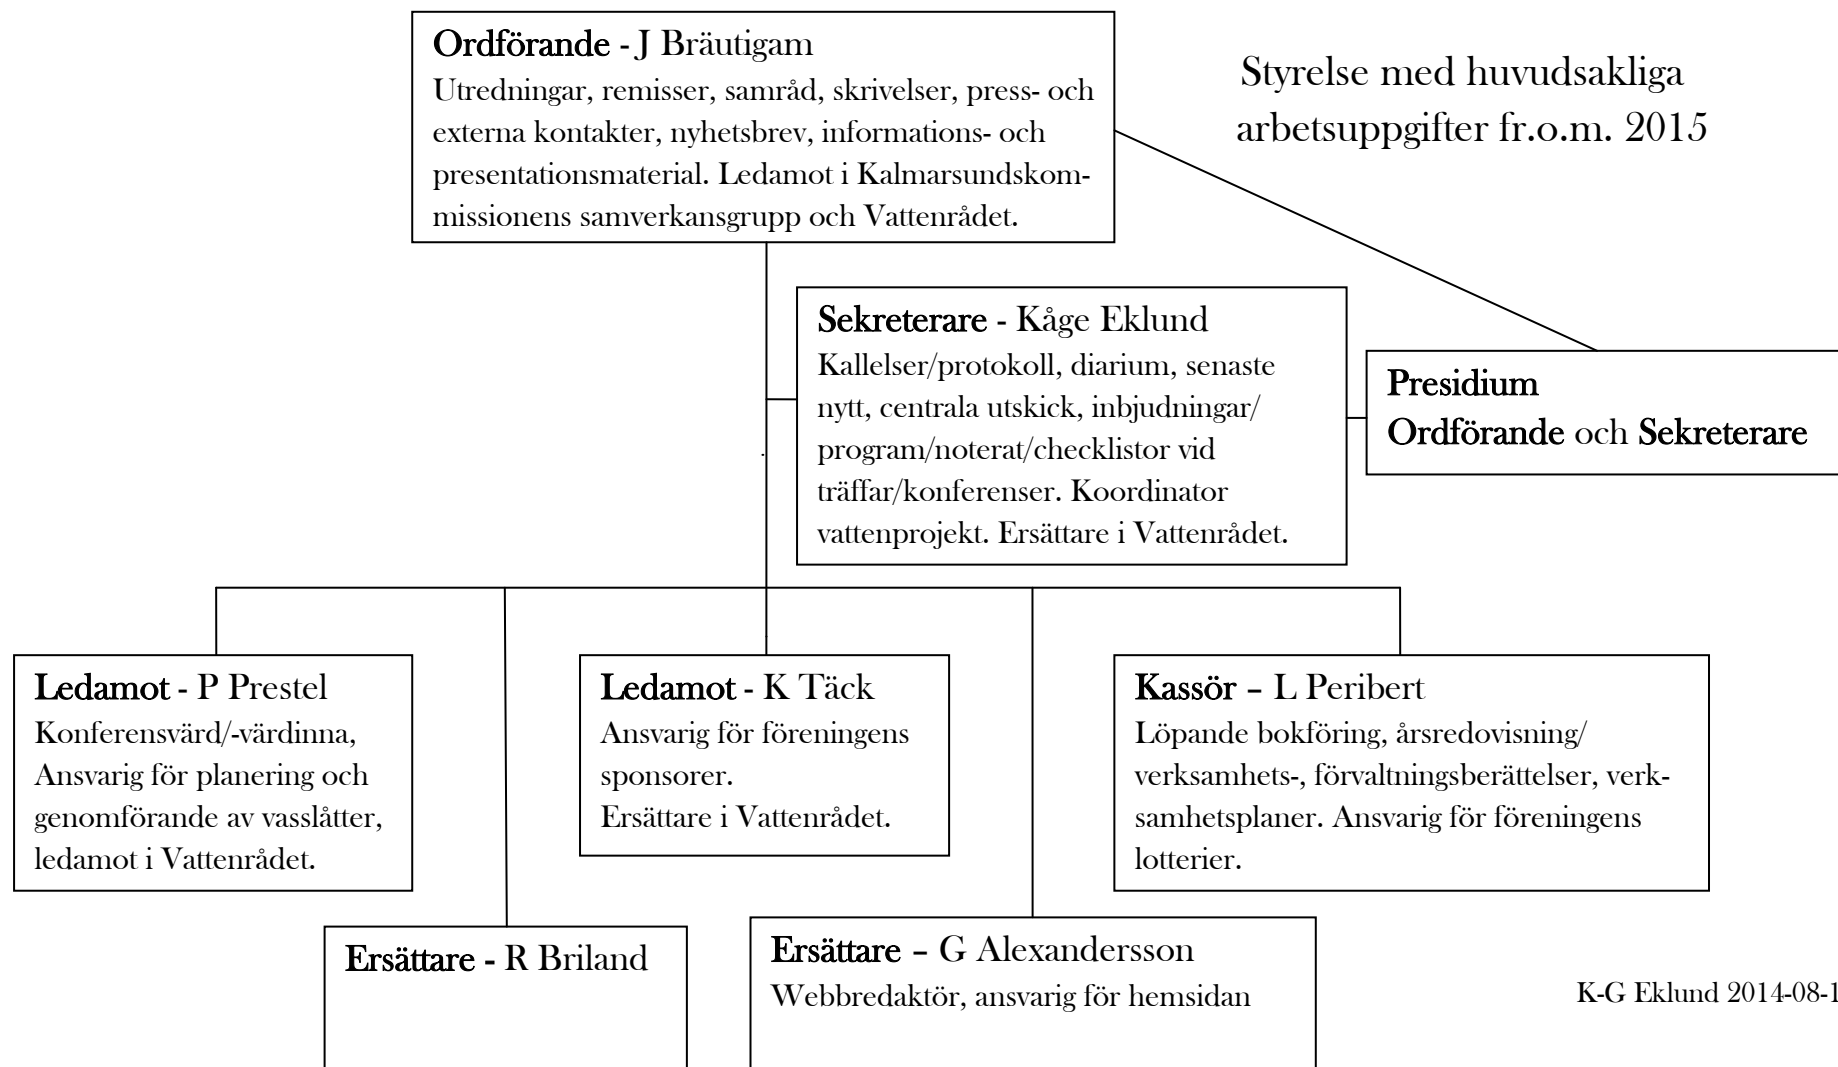 Ordförande - J Bräutigam
Utredningar, remisser, samråd, skrivelser, press- och
externa kontakter, nyhetsbrev, informations- och
presentationsmaterial. Ledamot i Kalmarsundskom-
missionens samverkansgrupp och Vattenrådet.
Styrelse med huvudsakliga
arbetsuppgifter fr.o.m. 2015
Sekreterare - Kåge Eklund
Kallelser/protokoll, diarium, senaste
nytt, centrala utskick, inbjudningar/
program/noterat/checklistor vid
träffar/konferenser. Koordinator
vattenprojekt. Ersättare i Vattenrådet.
Presidium
Ordförande och Sekreterare
Ledamot - P Prestel
Konferensvärd/-värdinna,
Ansvarig för planering och
genomförande av vasslåtter,
ledamot i Vattenrådet.
Ledamot - K Täck
Ansvarig för föreningens
sponsorer.
Ersättare i Vattenrådet.
Kassör – L Peribert
Löpande bokföring, årsredovisning/
verksamhets-, förvaltningsberättelser, verk-
samhetsplaner. Ansvarig för föreningens
lotterier.
Ersättare - R Briland
Ersättare – G Alexandersson
Webbredaktör, ansvarig för hemsidan
K-G Eklund 2014-08-1